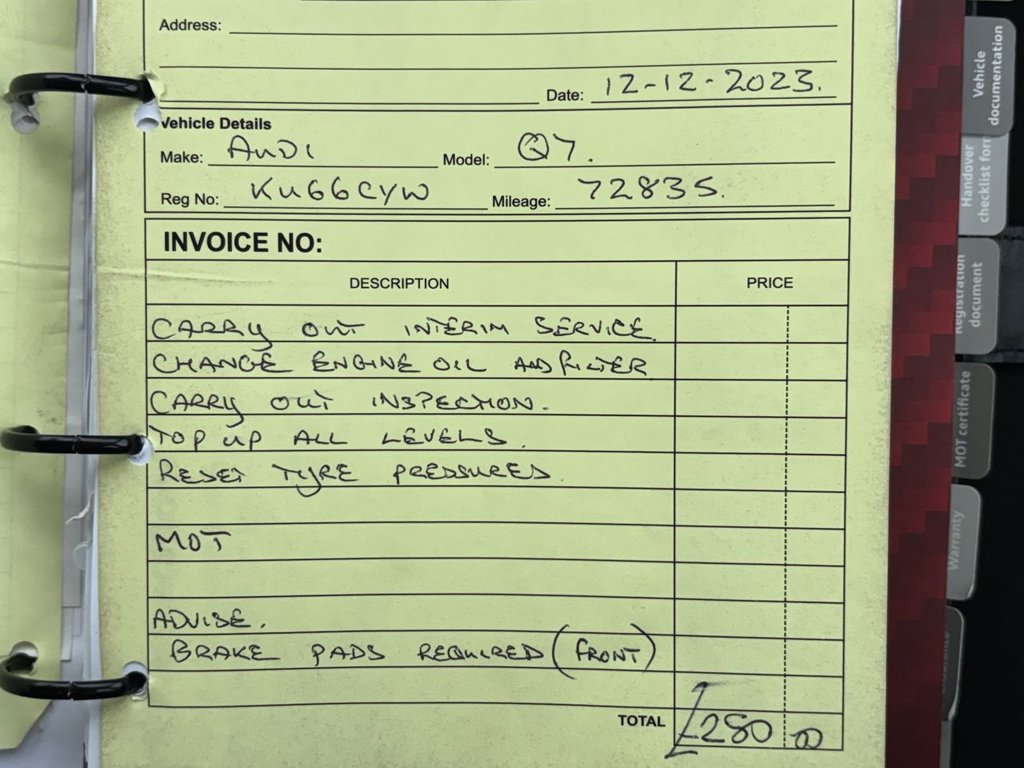 Address:
Date: 12-12-2023.
Vehicle Details
Make: AUDI Model: Q7.
Reg No: KU66CYW Mileage: 72835.
INVOICE NO:
DESCRIPTION PRICE
CARRY OUT INTERIM SERVICE.
CHANGE ENGINE OIL AND FILTER
CARRY OUT INSPECTION.
TOP UP ALL LEVELS.
RESET TYRE PRESSURES.
MOT
ADVISE.
BRAKE PADS REQUIRED (FRONT)
TOTAL £280 00
Vehicle documentation
Handover checklist form
Registration document
MOT certificate
Warranty